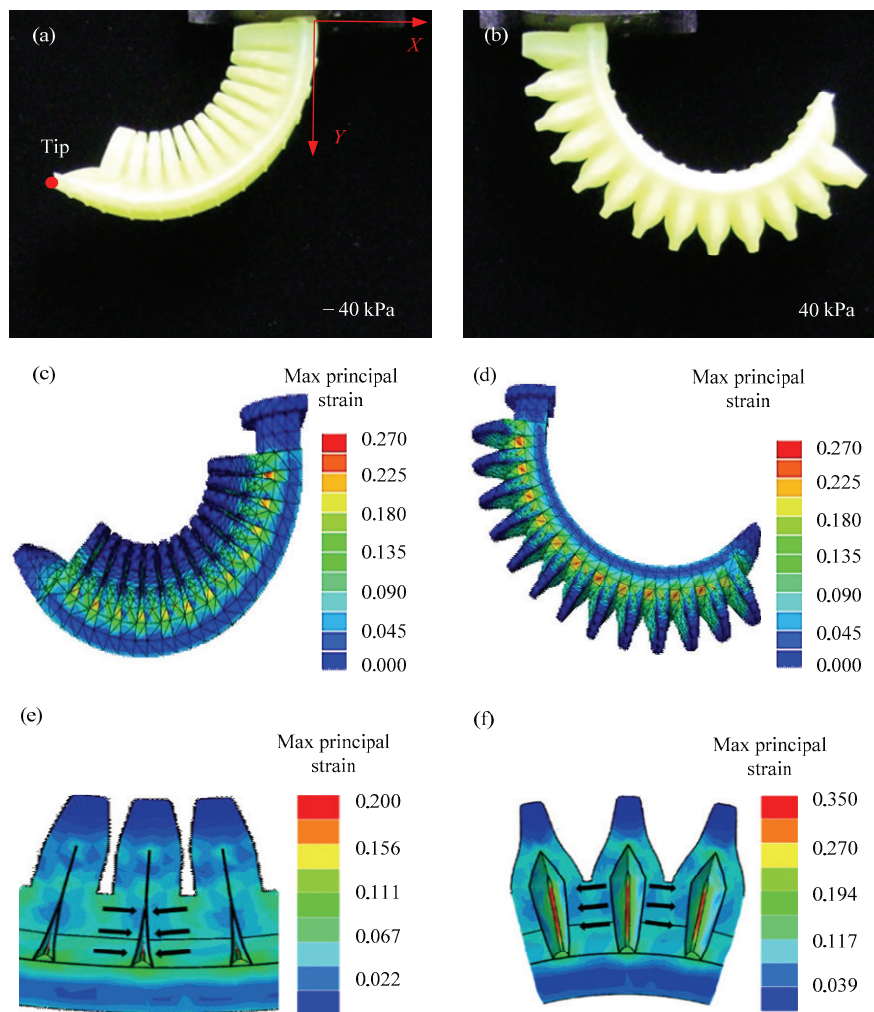 (a)
X
Y
Tip
– 40 kPa
(b)
40 kPa
(c)
Max principal
strain
0.270
0.225
0.180
0.135
0.090
0.045
0.000
(d)
Max principal
strain
0.270
0.225
0.180
0.135
0.090
0.045
0.000
(e)
Max principal
strain
0.200
0.156
0.111
0.067
0.022
(f)
Max principal
strain
0.350
0.270
0.194
0.117
0.039